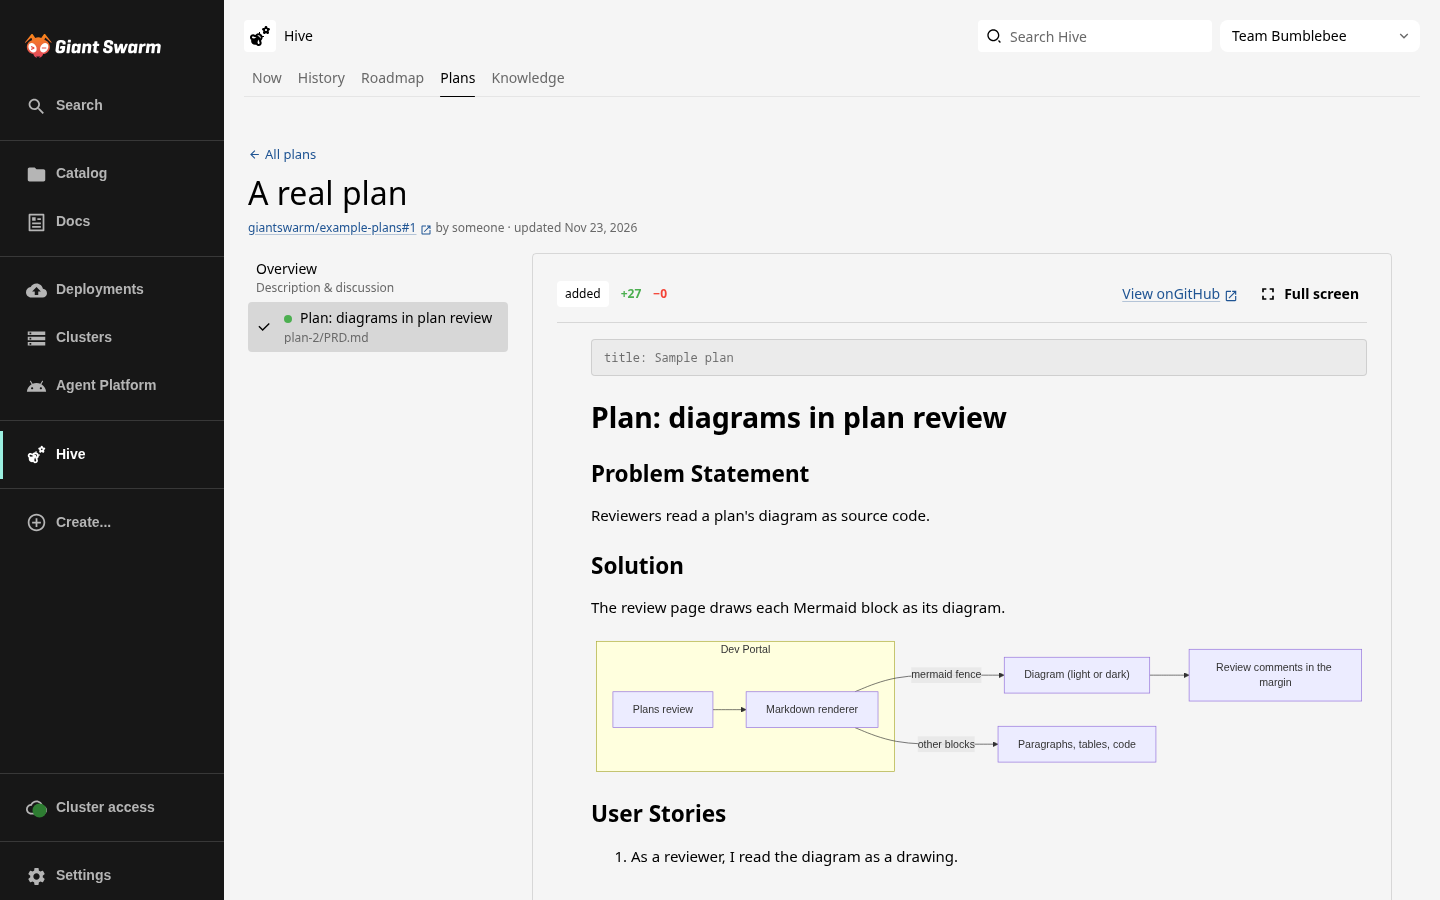 Giant Swarm
Search
Catalog
Docs
Deployments
Clusters
Agent Platform
Hive
Create...
Cluster access
Settings
Hive
Search Hive
Team Bumblebee
Now History Roadmap Plans Knowledge
← All plans
A real plan
giantswarm/example-plans#1 by someone · updated Nov 23, 2026
Overview
Description & discussion
Plan: diagrams in plan review
plan-2/PRD.md
added +27 −0 View onGitHub Full screen
title: Sample plan
Plan: diagrams in plan review
Problem Statement
Reviewers read a plan's diagram as source code.
Solution
The review page draws each Mermaid block as its diagram.
Dev Portal
Plans review
Markdown renderer
mermaid fence
Diagram (light or dark)
Review comments in the
margin
other blocks
Paragraphs, tables, code
User Stories
1. As a reviewer, I read the diagram as a drawing.